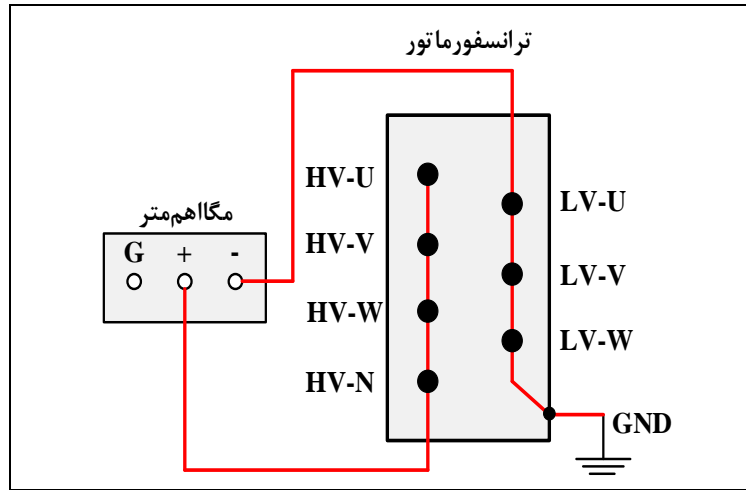 ترانسفورماتور
HV-U
LV-U
مگااهم‌متر
G + -
HV-V
LV-V
HV-W
LV-W
HV-N
GND